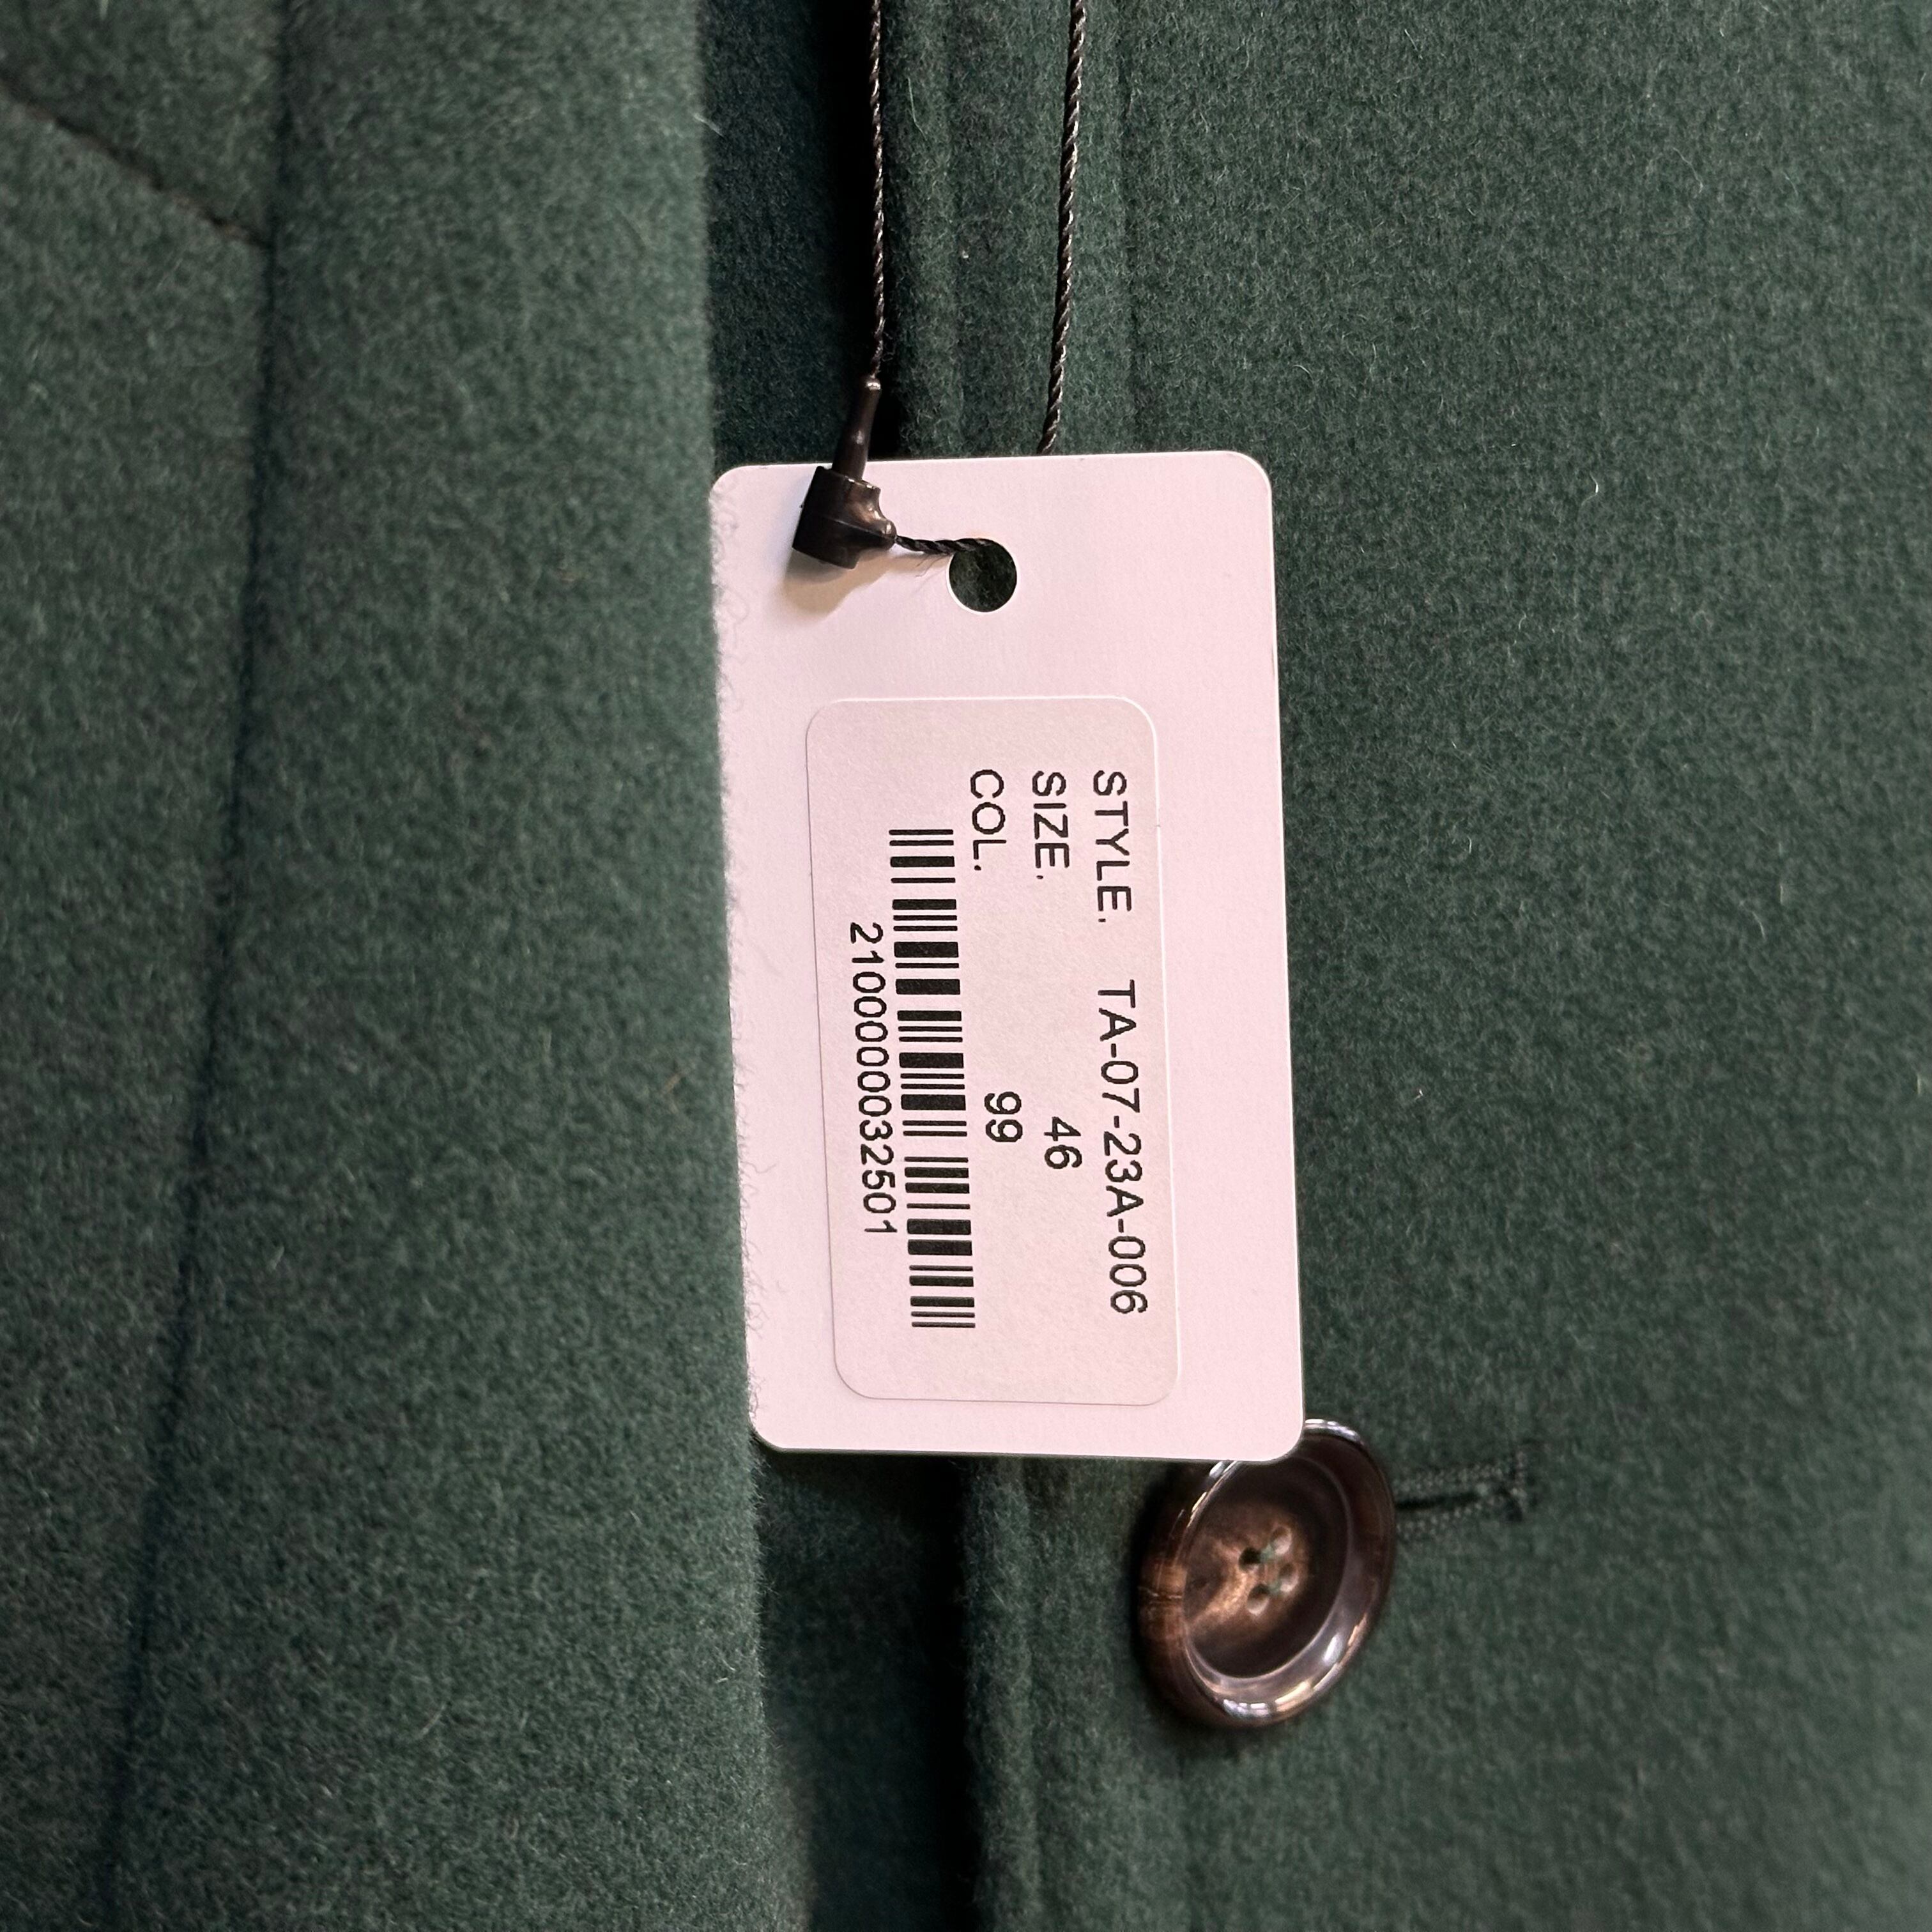 STYLE. TA-07-23A-006
SIZE. 46
COL. 99
2100000032501